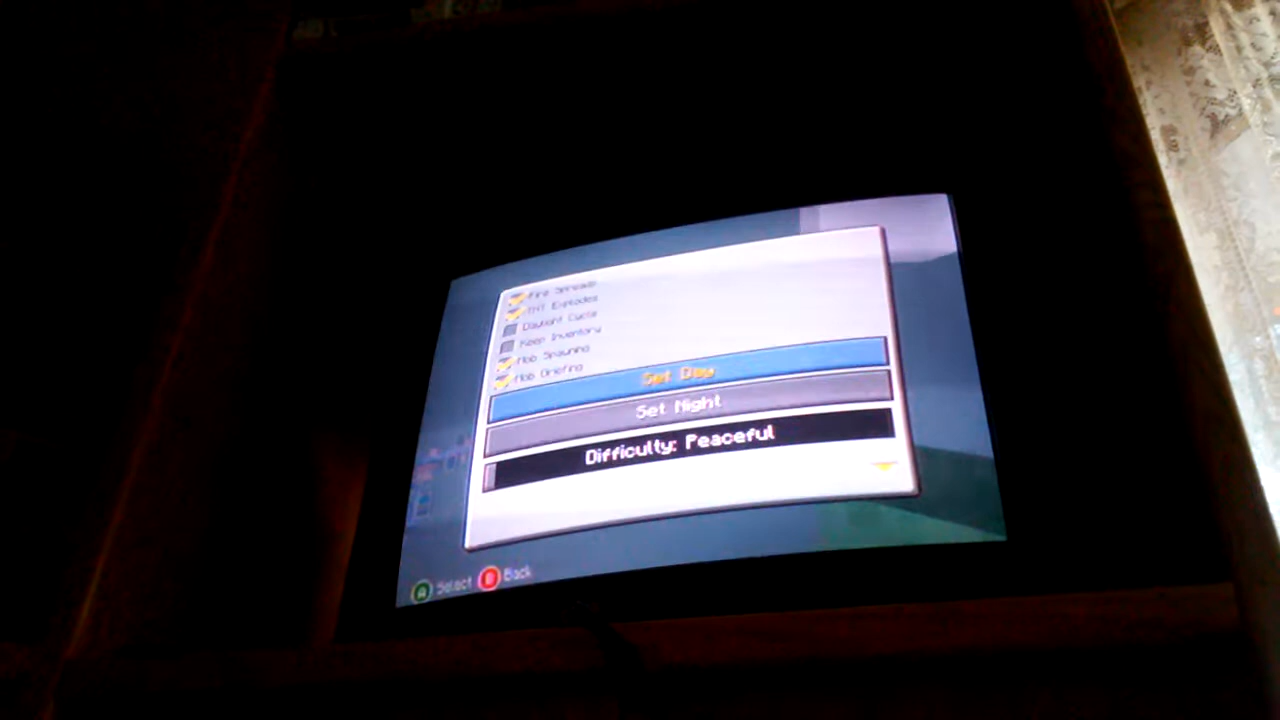 Fire Spreads
TNT Explodes
Daylight Cycle
Keep Inventory
Mob Spawning
Mob Griefing
Set Day
Set Night
Difficulty: Peaceful
A Select B Back